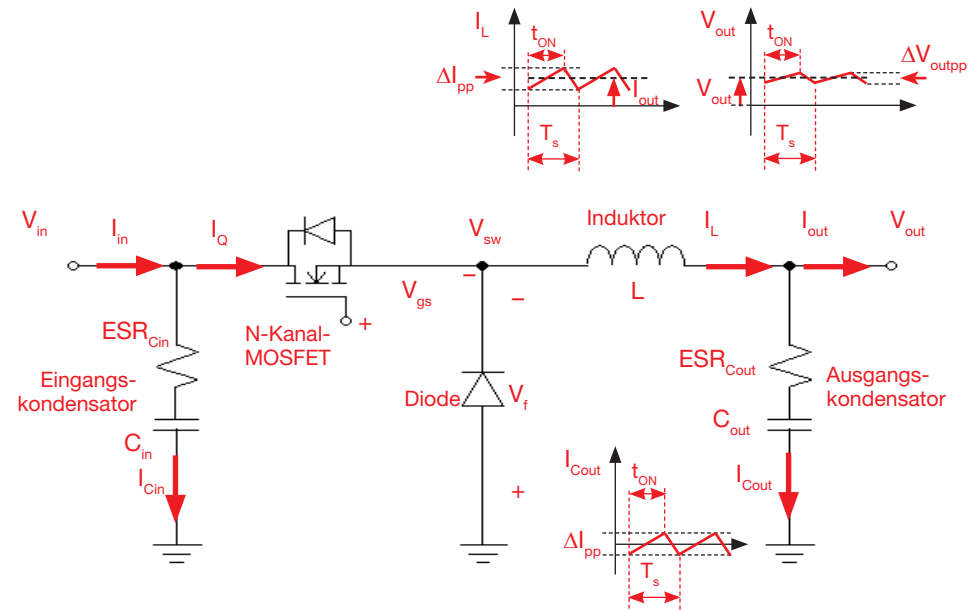 I_L
t_ON
ΔI_pp
I_out
T_s
V_out
t_ON
ΔV_outpp
V_out
T_s
V_in
I_in
I_Q
V_sw
Induktor
I_L
I_out
V_out
V_gs
L
N-Kanal-
MOSFET
+
−
−
ESR_Cin
Eingangs-
kondensator
C_in
I_Cin
Diode
V_f
+
ESR_Cout
Ausgangs-
kondensator
C_out
I_Cout
I_Cout
t_ON
ΔI_pp
T_s